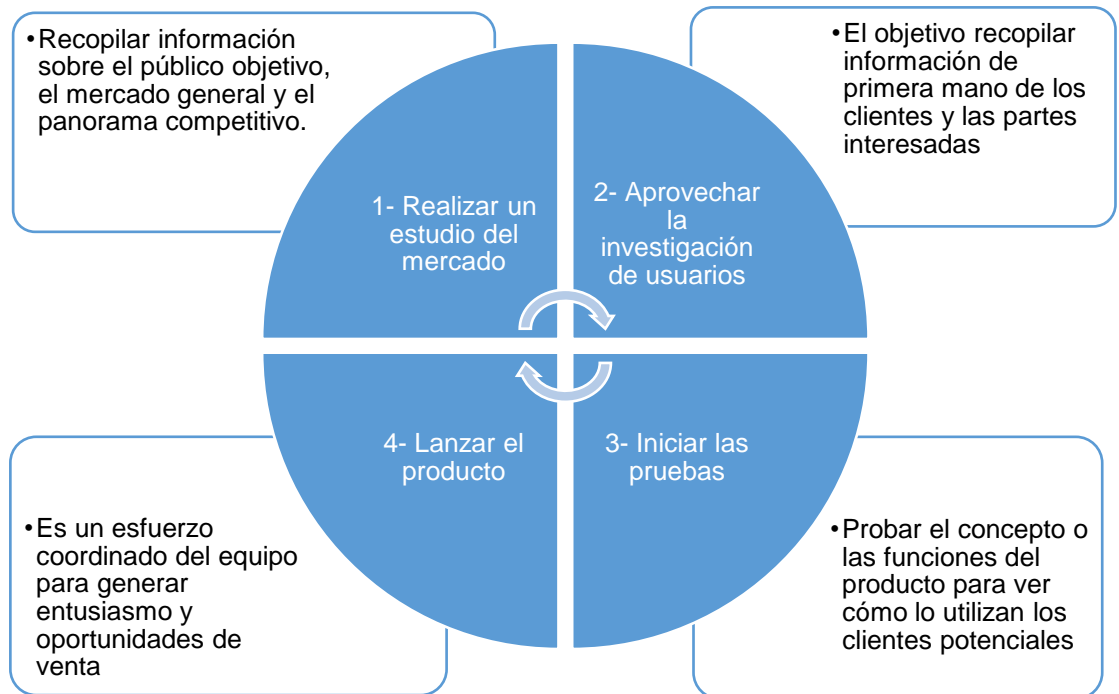 •Recopilar información
sobre el público objetivo,
el mercado general y el
panorama competitivo.
•El objetivo recopilar
información de
primera mano de los
clientes y las partes
interesadas
1- Realizar un
estudio del
mercado
2- Aprovechar
la
investigación
de usuarios
4- Lanzar el
producto
3- Iniciar las
pruebas
•Es un esfuerzo
coordinado del equipo
para generar
entusiasmo y
oportunidades de
venta
•Probar el concepto o
las funciones del
producto para ver
cómo lo utilizan los
clientes potenciales